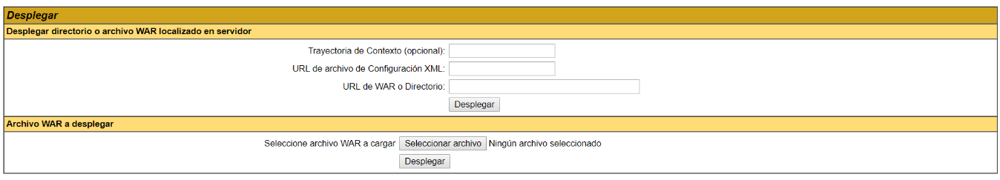 Desplegar
Desplegar directorio o archivo WAR localizado en servidor
Trayectoria de Contexto (opcional):
URL de archivo de Configuración XML:
URL de WAR o Directorio:
Desplegar
Archivo WAR a desplegar
Seleccione archivo WAR a cargar Seleccionar archivo Ningún archivo seleccionado
Desplegar